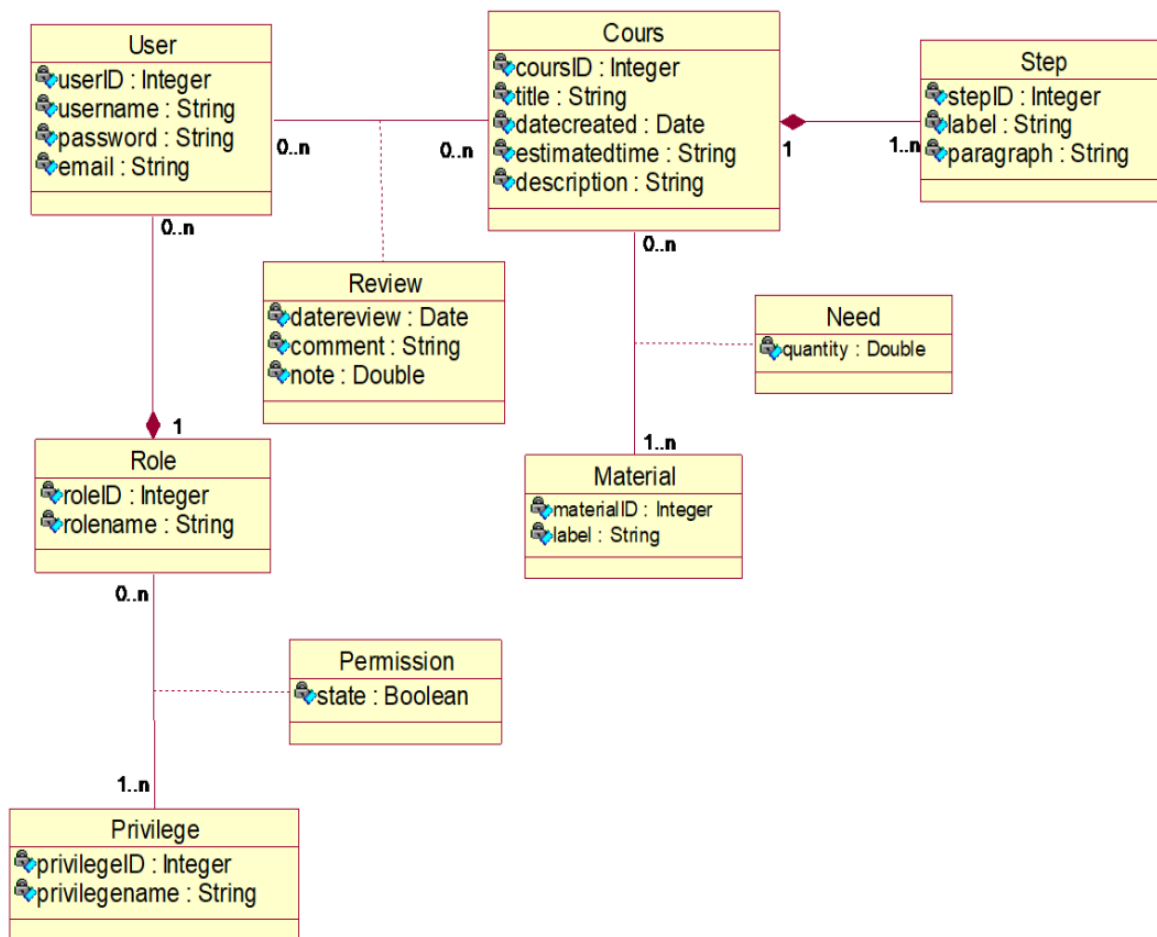 User
userID : Integer
username : String
password : String
email : String
0..n
0..n
Cours
coursID : Integer
title : String
datecreated : Date
estimatedtime : String
description : String
1
1..n
Step
stepID : Integer
label : String
paragraph : String
0..n
0..n
Review
datereview : Date
comment : String
note : Double
Need
quantity : Double
1
1..n
Role
roleID : Integer
rolename : String
Material
materialID : Integer
label : String
0..n
Permission
state : Boolean
1..n
Privilege
privilegeID : Integer
privilegename : String